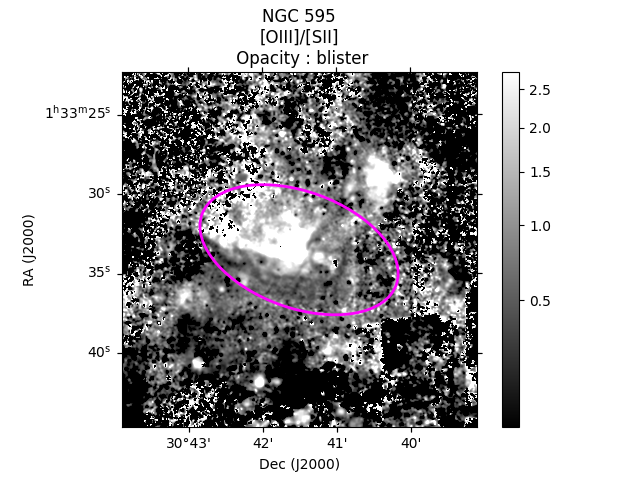 NGC 595
[OIII]/[SII]
Opacity : blister
1ʰ33ᵐ25ˢ
30ˢ
35ˢ
40ˢ
RA (J2000)
30°43'
42'
41'
40'
Dec (J2000)
2.5
2.0
1.5
1.0
0.5